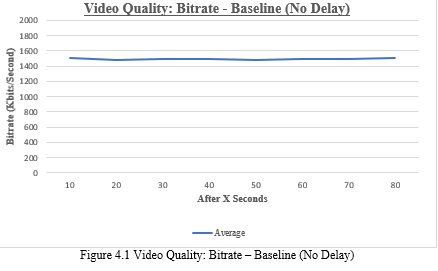 Video Quality: Bitrate - Baseline (No Delay)
2000
1800
1600
1400
1200
1000
800
600
400
200
0
Bitrate (Kbits/Second)
10 20 30 40 50 60 70 80
After X Seconds
Average
Figure 4.1 Video Quality: Bitrate – Baseline (No Delay)